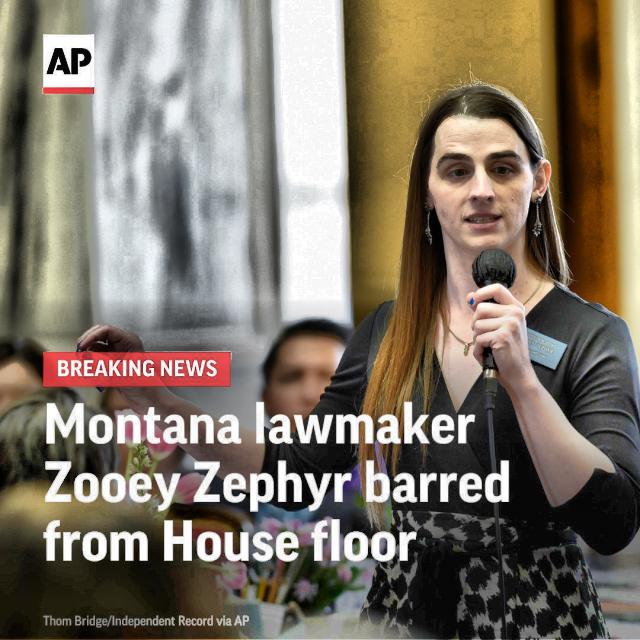 AP
BREAKING NEWS
Montana lawmaker
Zooey Zephyr barred
from House floor
Thom Bridge/Independent Record via AP